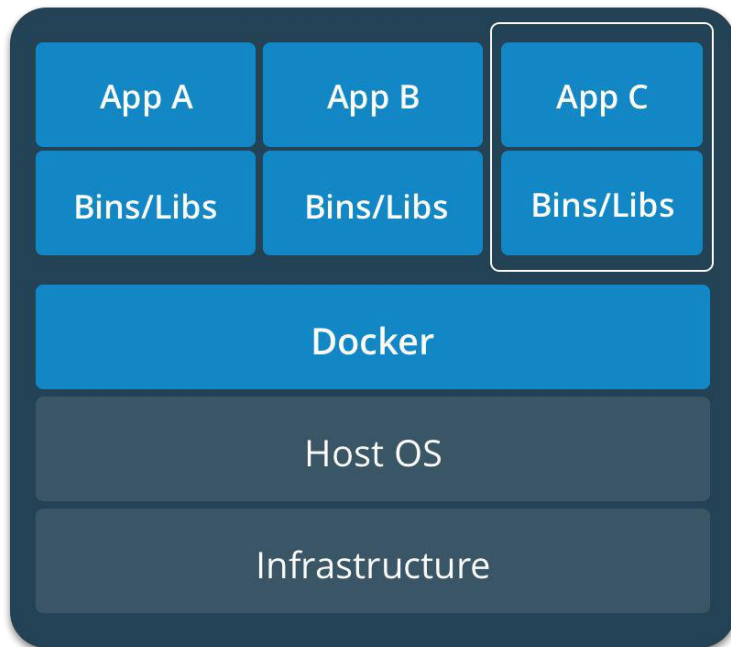 App A
App B
App C
Bins/Libs
Bins/Libs
Bins/Libs
Docker
Host OS
Infrastructure